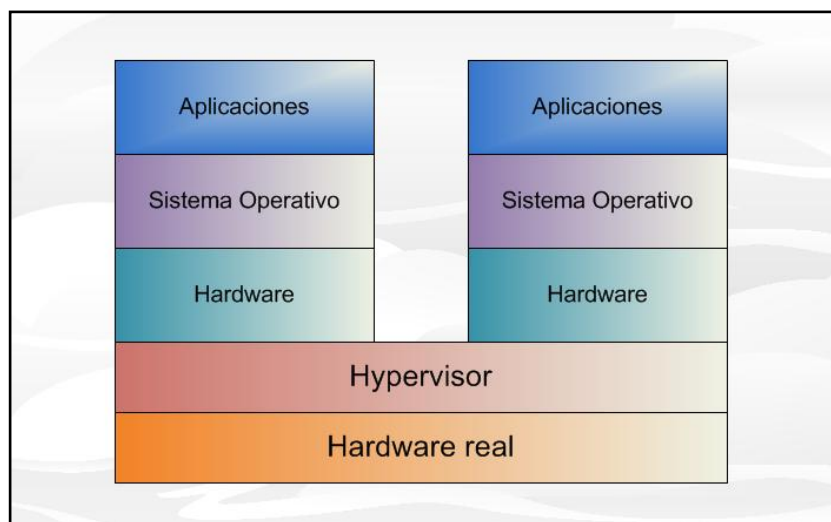 Aplicaciones
Aplicaciones
Sistema Operativo
Sistema Operativo
Hardware
Hardware
Hypervisor
Hardware real